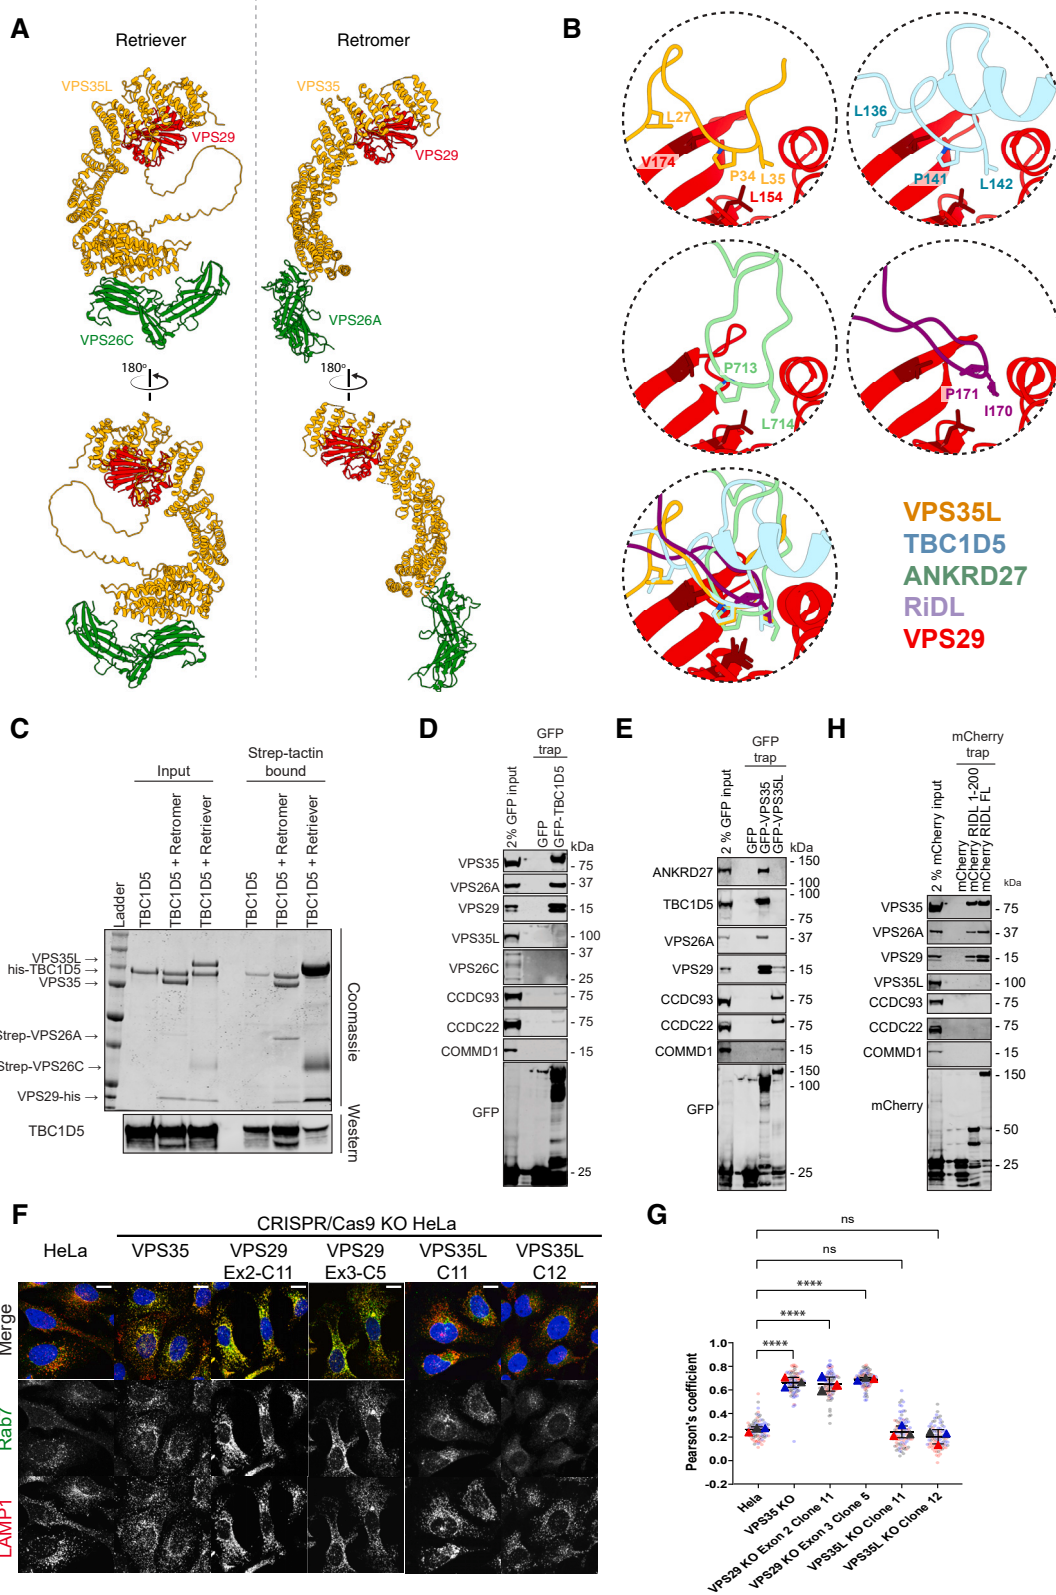 A
Retriever
Retromer
VPS35L
VPS29
VPS26C
VPS35
VPS29
VPS26A
180°
180°
B
L27
V174
P34
L35
L154
L136
P141
L142
P713
L714
P171
I170
VPS35L
TBC1D5
ANKRD27
RiDL
VPS29
C
Input
Strep-tactin
bound
Ladder
TBC1D5
TBC1D5 + Retromer
TBC1D5 + Retriever
TBC1D5
TBC1D5 + Retromer
TBC1D5 + Retriever
VPS35L →
his-TBC1D5 →
VPS35 →
Strep-VPS26A →
Strep-VPS26C →
VPS29-his →
TBC1D5
Coomassie
Western
D
GFP
trap
2% GFP input
GFP
GFP-TBC1D5
kDa
VPS35
- 75
VPS26A
- 37
VPS29
- 15
VPS35L
- 100
- 37
VPS26C
- 25
CCDC93
- 75
CCDC22
- 75
COMMD1
- 15
GFP
- 25
E
GFP
trap
2 % GFP input
GFP
GFP-VPS35
GFP-VPS35L
kDa
- 150
ANKRD27
- 100
- 100
TBC1D5
- 75
VPS26A
- 37
VPS29
- 15
CCDC93
- 75
CCDC22
- 75
COMMD1
- 15
- 150
- 100
GFP
- 25
H
mCherry
trap
2 % mCherry input
mCherry
mCherry RIDL 1-200
mCherry RIDL FL
kDa
VPS35
- 75
VPS26A
- 37
VPS29
- 15
VPS35L
- 100
CCDC93
- 75
CCDC22
- 75
COMMD1
- 15
- 150
mCherry
- 50
- 25
F
CRISPR/Cas9 KO HeLa
HeLa
VPS35
VPS29
Ex2-C11
VPS29
Ex3-C5
VPS35L
C11
VPS35L
C12
Merge
Rab7
LAMP1
G
ns
ns
****
****
****
Pearson's coefficient
1.0
0.8
0.6
0.4
0.2
0.0
-0.2
Hela
VPS35 KO
VPS29 KO Exon 2 Clone 11
VPS29 KO Exon 3 Clone 5
VPS35L KO Clone 11
VPS35L KO Clone 12